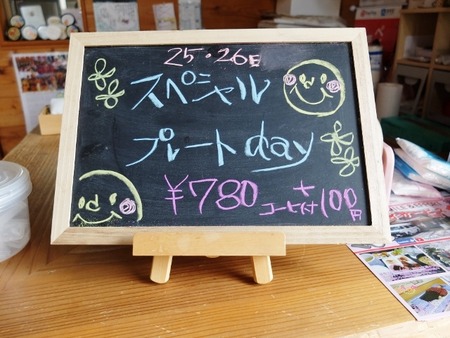 25・26日
スペシャル
プレートday
¥780 +
コーヒー付 100円